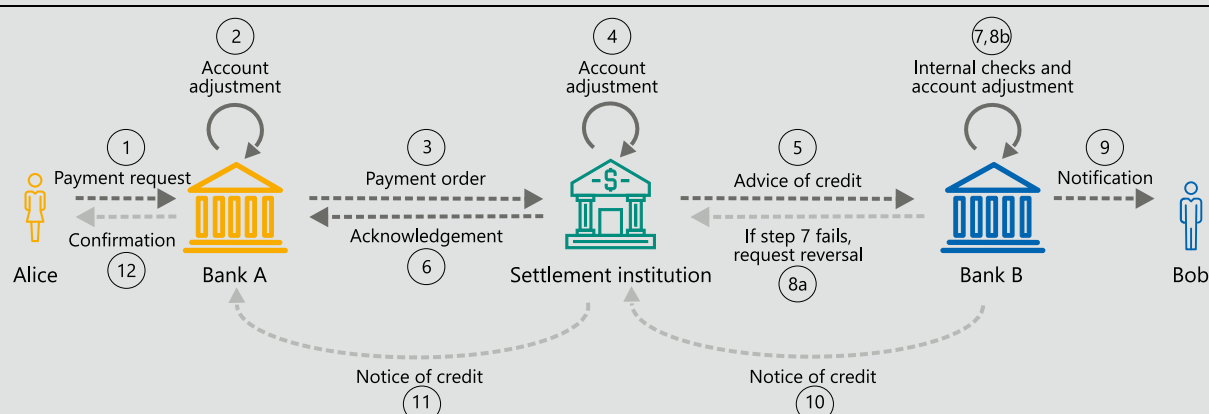 2
Account
adjustment
4
Account
adjustment
7,8b
Internal checks and
account adjustment
1
Payment request
3
Payment order
-$-
5
Advice of credit
9
Notification
Confirmation
12
Acknowledgement
6
If step 7 fails,
request reversal
8a
Alice
Bank A
Settlement institution
Bank B
Bob
Notice of credit
11
Notice of credit
10